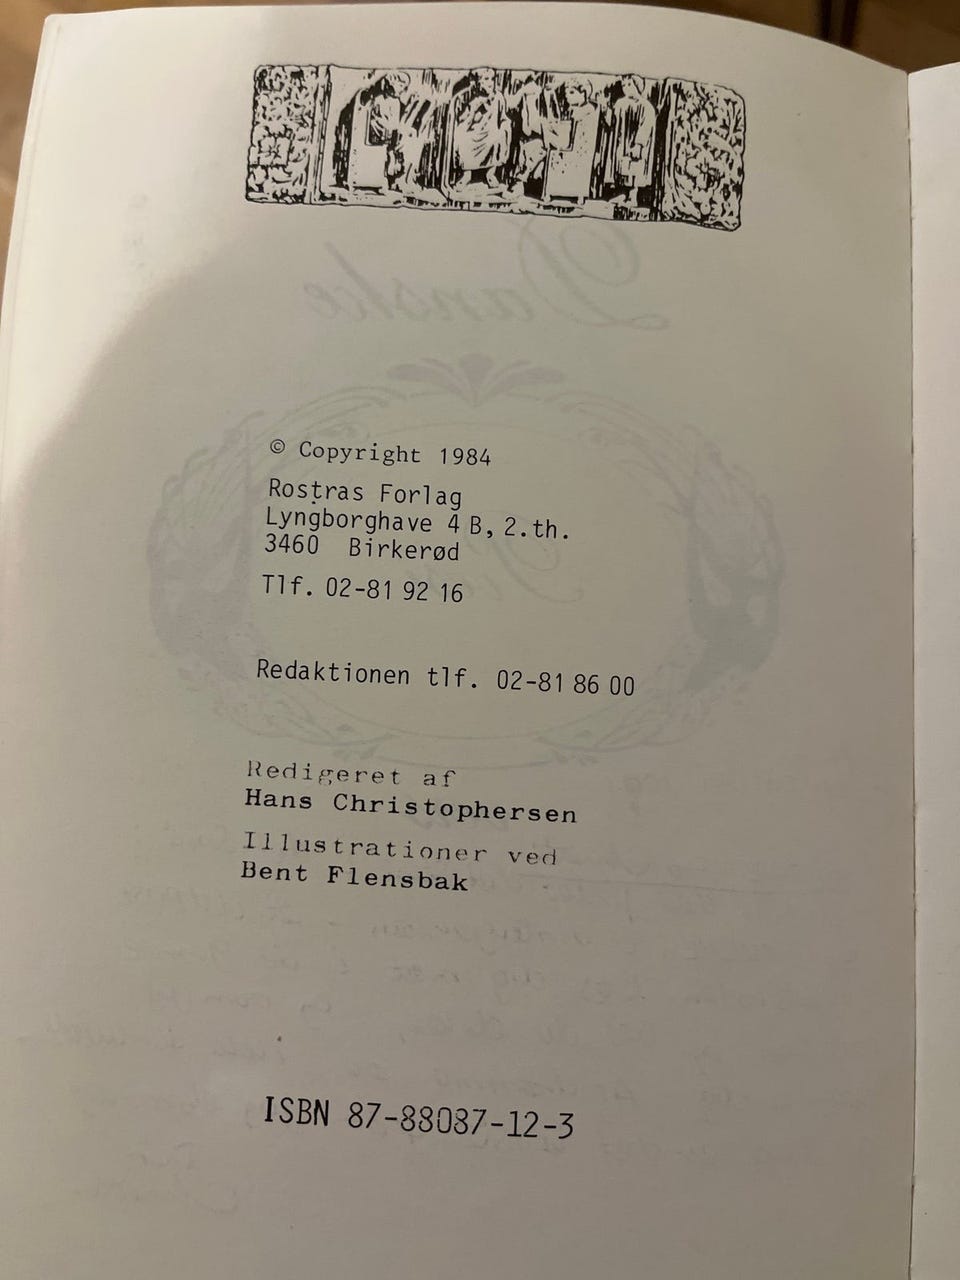 © Copyright 1984
Rostras Forlag
Lyngborghave 4 B, 2.th.
3460 Birkerød
Tlf. 02-81 92 16
Redaktionen tlf. 02-81 86 00
Redigeret af
Hans Christophersen
Illustrationer ved
Bent Flensbak
ISBN 87-88087-12-3